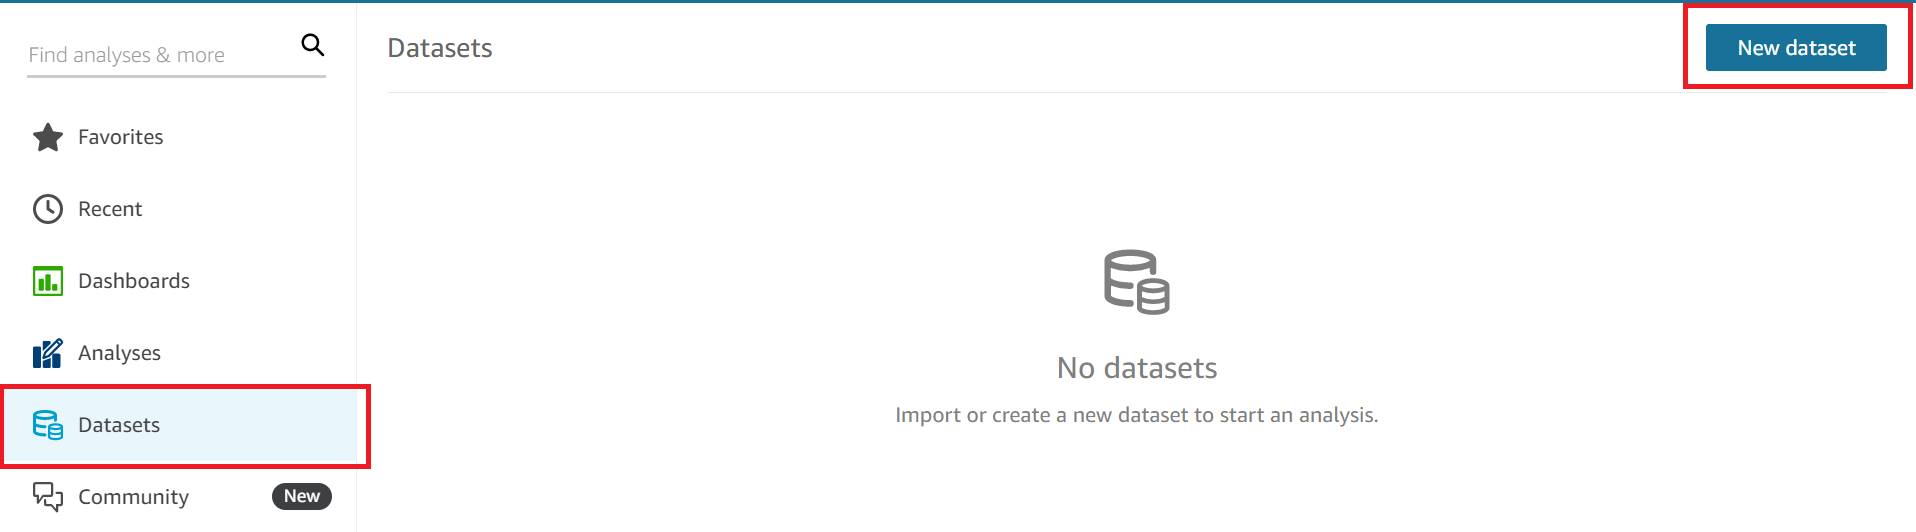 Find analyses & more
Favorites
Recent
Dashboards
Analyses
Datasets
Community New
Datasets
New dataset
No datasets
Import or create a new dataset to start an analysis.